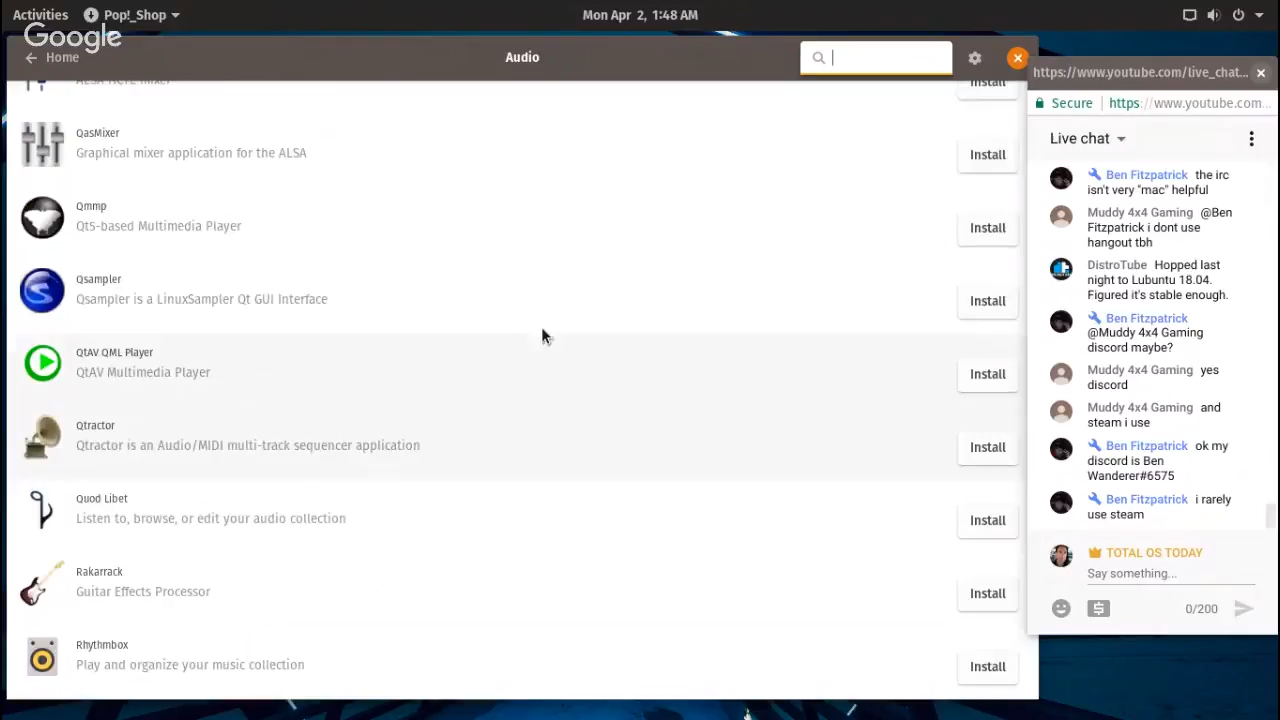 Activities
Pop!_Shop
Mon Apr 2, 1:48 AM
Google
Home
Audio
ALSA NG/2 mixer
Install
QasMixer
Graphical mixer application for the ALSA
Install
Qmmp
Qt5-based Multimedia Player
Install
Qsampler
Qsampler is a LinuxSampler Qt GUI Interface
Install
QtAV QML Player
QtAV Multimedia Player
Install
Qtractor
Qtractor is an Audio/MIDI multi-track sequencer application
Install
Quod Libet
Listen to, browse, or edit your audio collection
Install
Rakarrack
Guitar Effects Processor
Install
Rhythmbox
Play and organize your music collection
Install
https://www.youtube.com/live_chat...
Secure
https://www.youtube.com...
Live chat
Ben Fitzpatrick the irc
isn't very "mac" helpful
Muddy 4x4 Gaming @Ben
Fitzpatrick i dont use
hangout tbh
DistroTube Hopped last
night to Lubuntu 18.04.
Figured it's stable enough.
Ben Fitzpatrick
@Muddy 4x4 Gaming
discord maybe?
Muddy 4x4 Gaming yes
discord
Muddy 4x4 Gaming and
steam i use
Ben Fitzpatrick ok my
discord is Ben
Wanderer#6575
Ben Fitzpatrick i rarely
use steam
TOTAL OS TODAY
Say something...
0/200